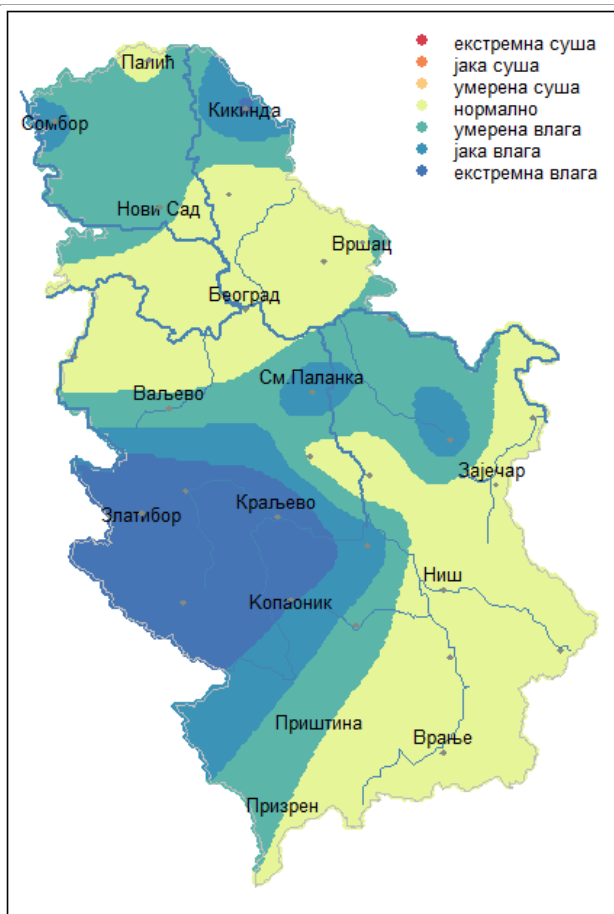 екстремна суша
јака суша
умерена суша
нормално
умерена влага
јака влага
екстремна влага
Палић
Сомбор
Кикинда
Нови Сад
Вршац
Београд
См.Паланка
Ваљево
Зајечар
Златибор
Краљево
Ниш
Копаоник
Приштина
Врање
Призрен